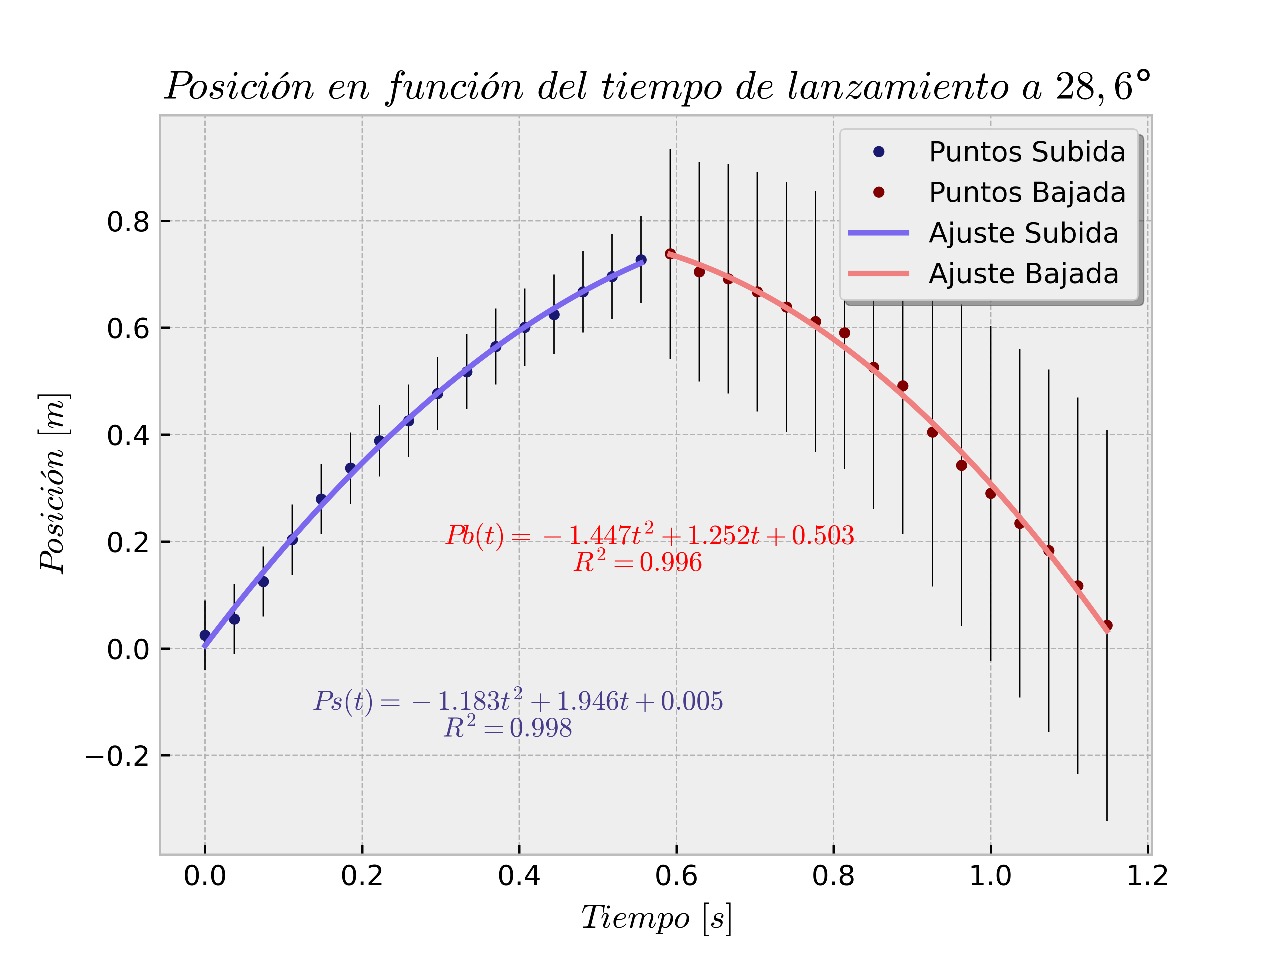 Posición en función del tiempo de lanzamiento a 28,6°
Puntos Subida
Puntos Bajada
Ajuste Subida
Ajuste Bajada
0.8
0.6
0.4
0.2
0.0
−0.2
Posición [m]
Pb(t) = −1.447t² + 1.252t + 0.503
R² = 0.996
Ps(t) = −1.183t² + 1.946t + 0.005
R² = 0.998
0.0 0.2 0.4 0.6 0.8 1.0 1.2
Tiempo [s]